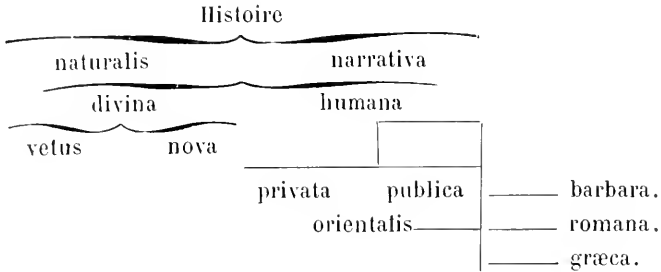 Histoire
naturalis narrativa
divina humana
vetus nova
privata publica barbara.
orientalis romana.
græca.